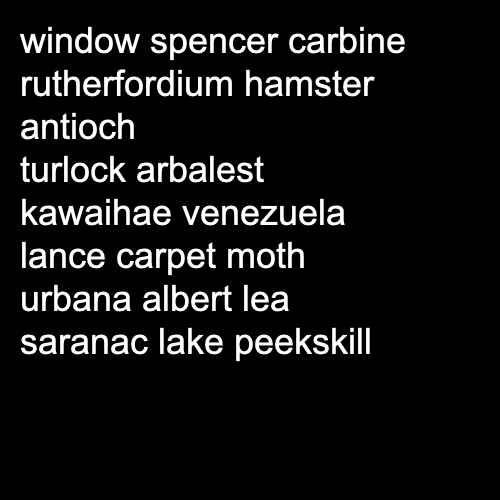 window spencer carbine
rutherfordium hamster
antioch
turlock arbalest
kawaihae venezuela
lance carpet moth
urbana albert lea
saranac lake peekskill